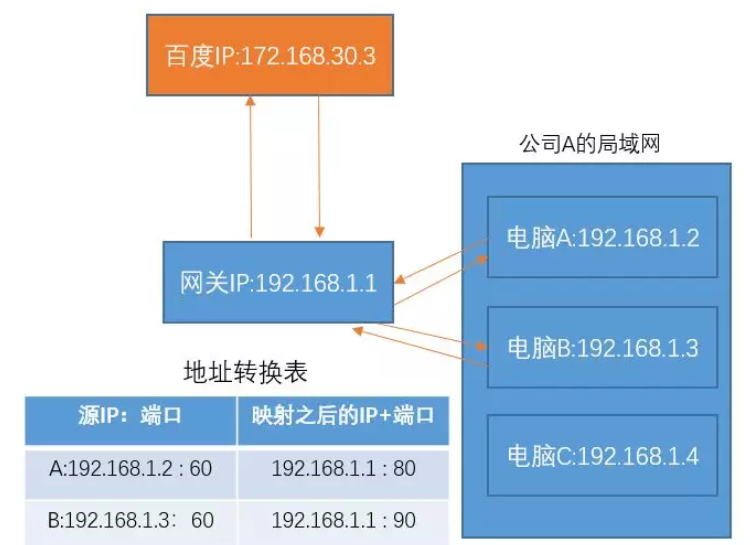 百度IP:172.168.30.3
公司A的局域网
电脑A:192.168.1.2
网关IP:192.168.1.1
电脑B:192.168.1.3
电脑C:192.168.1.4
地址转换表
源IP：端口 映射之后的IP+端口
A:192.168.1.2 : 60 192.168.1.1 : 80
B:192.168.1.3：60 192.168.1.1 : 90